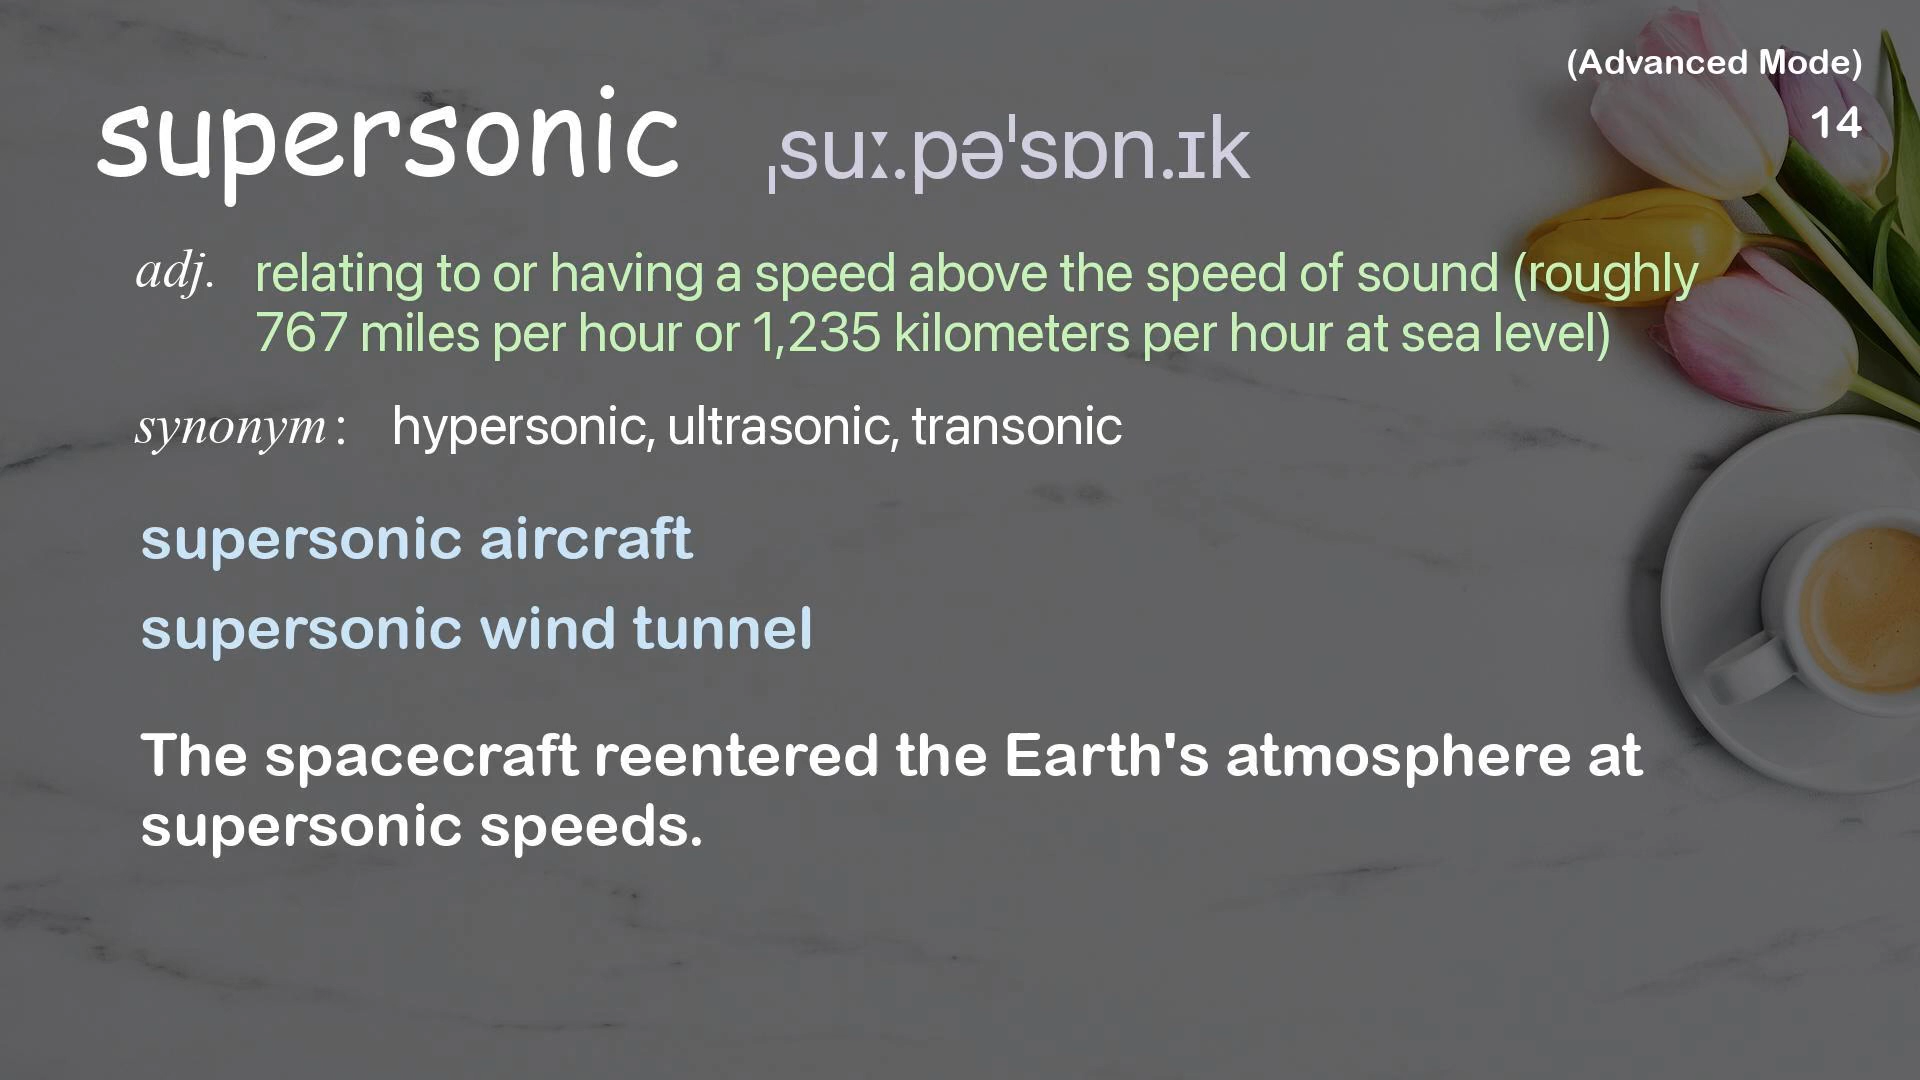 (Advanced Mode)
14
supersonic ˌsuː.pəˈsɒn.ɪk
adj. relating to or having a speed above the speed of sound (roughly
767 miles per hour or 1,235 kilometers per hour at sea level)
synonym: hypersonic, ultrasonic, transonic
supersonic aircraft
supersonic wind tunnel
The spacecraft reentered the Earth's atmosphere at
supersonic speeds.